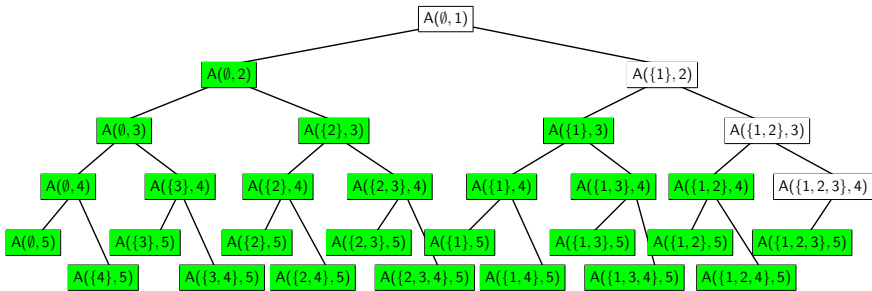 A(∅, 1)
A(∅, 2) A({1}, 2)
A(∅, 3) A({2}, 3) A({1}, 3) A({1, 2}, 3)
A(∅, 4) A({3}, 4) A({2}, 4) A({2, 3}, 4) A({1}, 4) A({1, 3}, 4) A({1, 2}, 4) A({1, 2, 3}, 4)
A(∅, 5) A({3}, 5) A({2}, 5) A({2, 3}, 5) A({1}, 5) A({1, 3}, 5) A({1, 2}, 5) A({1, 2, 3}, 5)
A({4}, 5) A({3, 4}, 5) A({2, 4}, 5) A({2, 3, 4}, 5) A({1, 4}, 5) A({1, 3, 4}, 5) A({1, 2, 4}, 5)